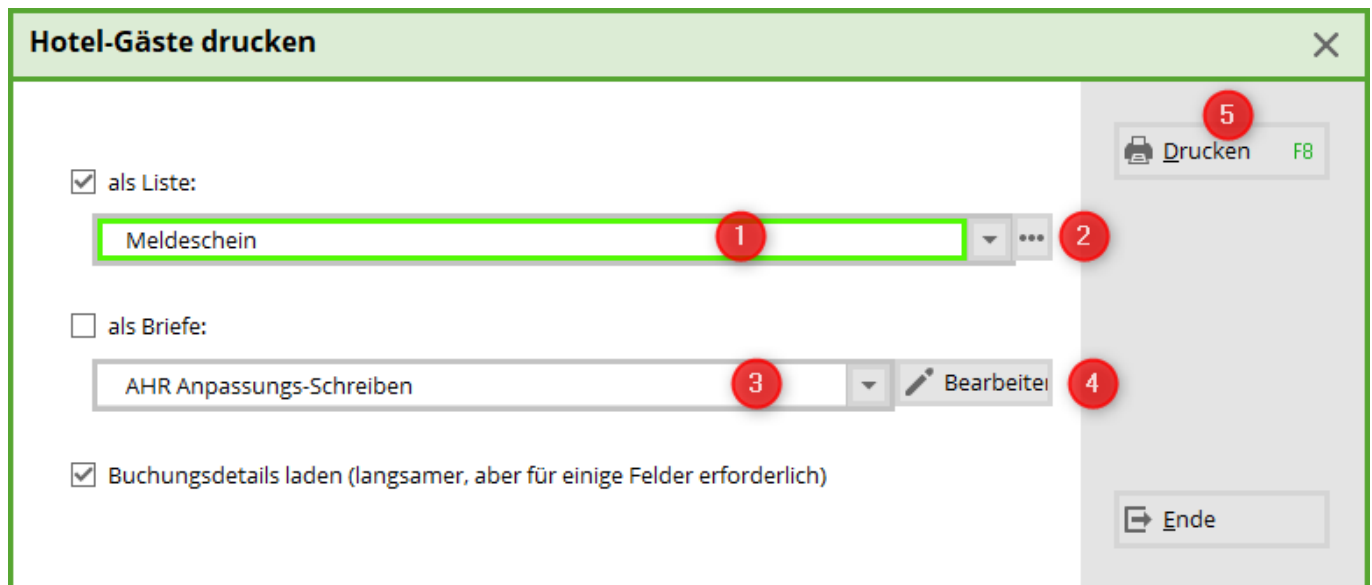 Hotel-Gäste drucken
5
Drucken F8
als Liste:
Meldeschein 1 2
als Briefe:
AHR Anpassungs-Schreiben 3 Bearbeiter 4
Buchungsdetails laden (langsamer, aber für einige Felder erforderlich)
Ende